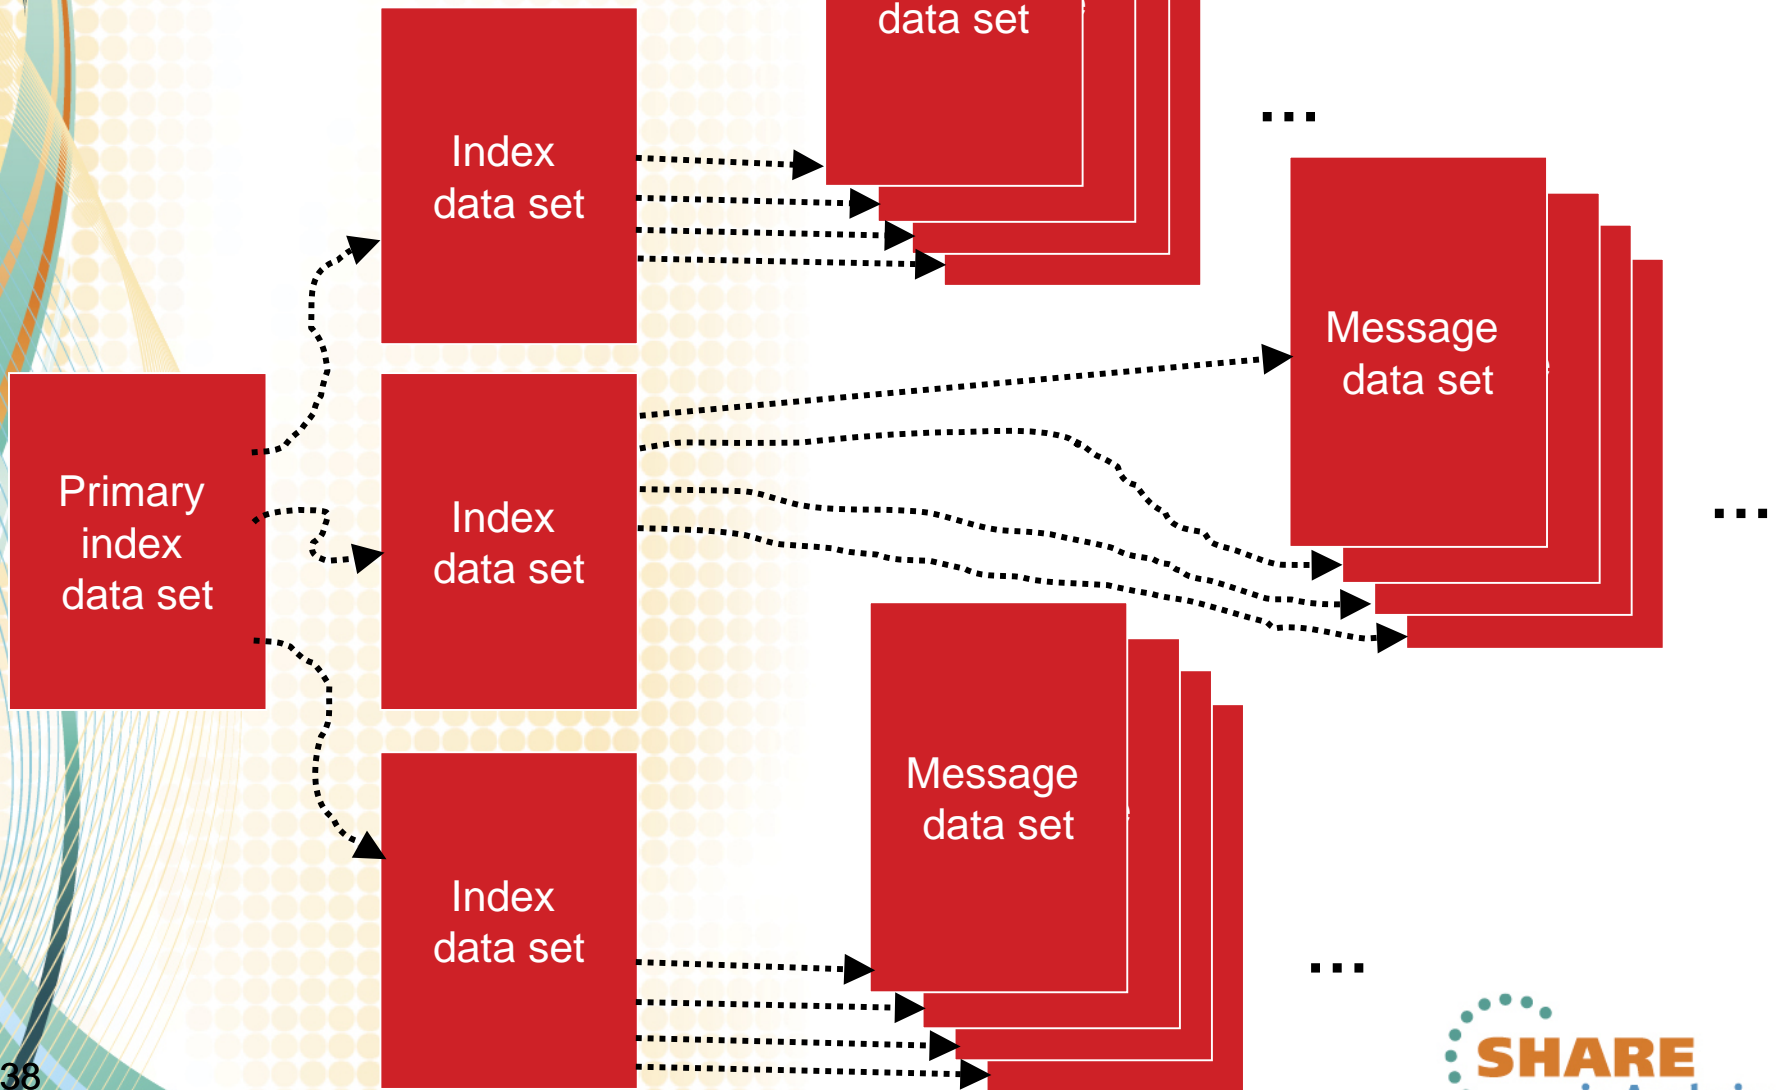 data set
Index
data set
...
Message
data set
Primary
index
data set
Index
data set
...
Message
data set
Index
data set
...
38
SHARE